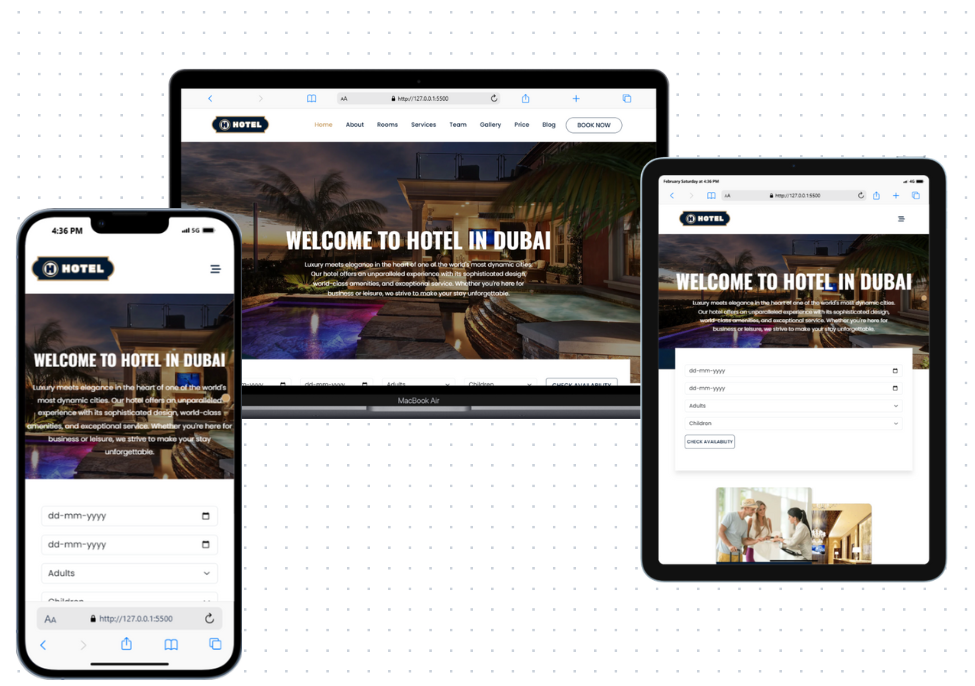 AA
http://127.0.0.1:5500
H HOTEL
Home About Rooms Services Team Gallery Price Blog BOOK NOW
WELCOME TO HOTEL IN DUBAI
Luxury meets elegance in the heart of one of the world's most dynamic cities.
Our hotel offers an unparalleled experience with its sophisticated design,
world-class amenities, and exceptional service. Whether you're here for
business or leisure, we strive to make your stay unforgettable.
dd-mm-yyyy Adults Children CHECK AVAILABILITY
MacBook Air
4:36 PM 5G
H HOTEL
WELCOME TO HOTEL IN DUBAI
Luxury meets elegance in the heart of one of the world's
most dynamic cities. Our hotel offers an unparalleled
experience with its sophisticated design, world-class
amenities, and exceptional service. Whether you're here for
business or leisure, we strive to make your stay
unforgettable.
dd-mm-yyyy
dd-mm-yyyy
Adults
Children
AA http://127.0.0.1:5500
February Saturday at 4:36 PM 4G
AA http://127.0.0.1:5500
H HOTEL
WELCOME TO HOTEL IN DUBAI
Luxury meets elegance in the heart of one of the world's most dynamic cities.
Our hotel offers an unparalleled experience with its sophisticated design,
world-class amenities, and exceptional service. Whether you're here for
business or leisure, we strive to make your stay unforgettable.
dd-mm-yyyy
dd-mm-yyyy
Adults
Children
CHECK AVAILABILITY